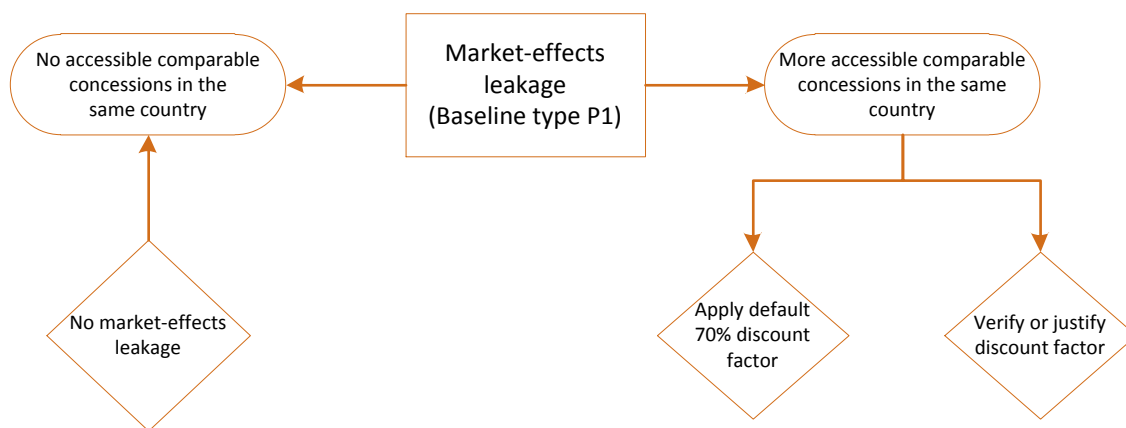 No accessible comparable
concessions in the
same country
Market-effects
leakage
(Baseline type P1)
More accessible comparable
concessions in the same
country
No market-effects
leakage
Apply default
70% discount
factor
Verify or justify
discount factor